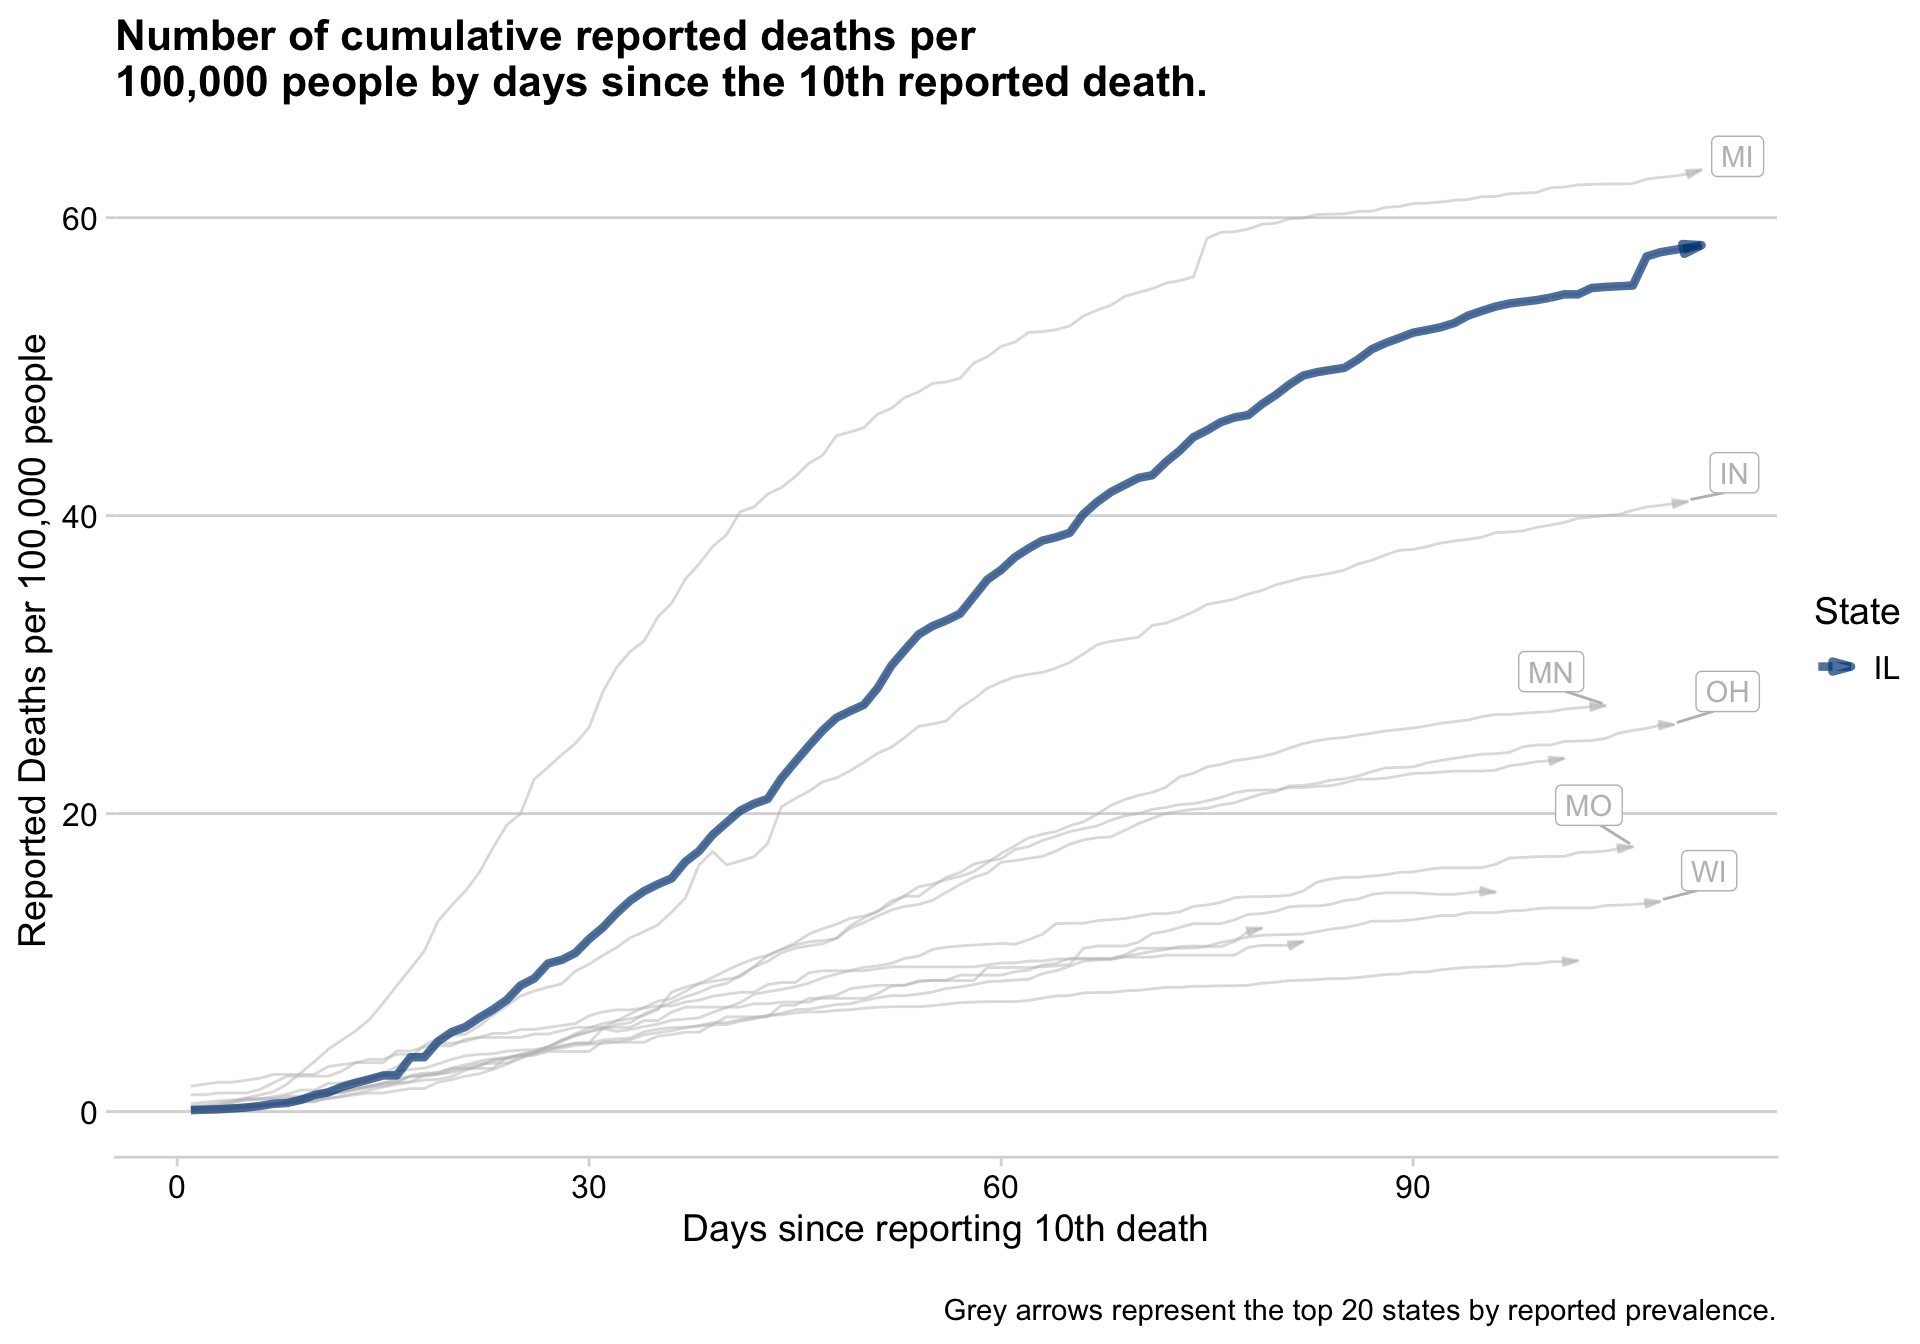 Number of cumulative reported deaths per
100,000 people by days since the 10th reported death.
Reported Deaths per 100,000 people
60
40
20
0
MI
IN
MN
OH
MO
WI
State
IL
0
30
60
90
Days since reporting 10th death
Grey arrows represent the top 20 states by reported prevalence.